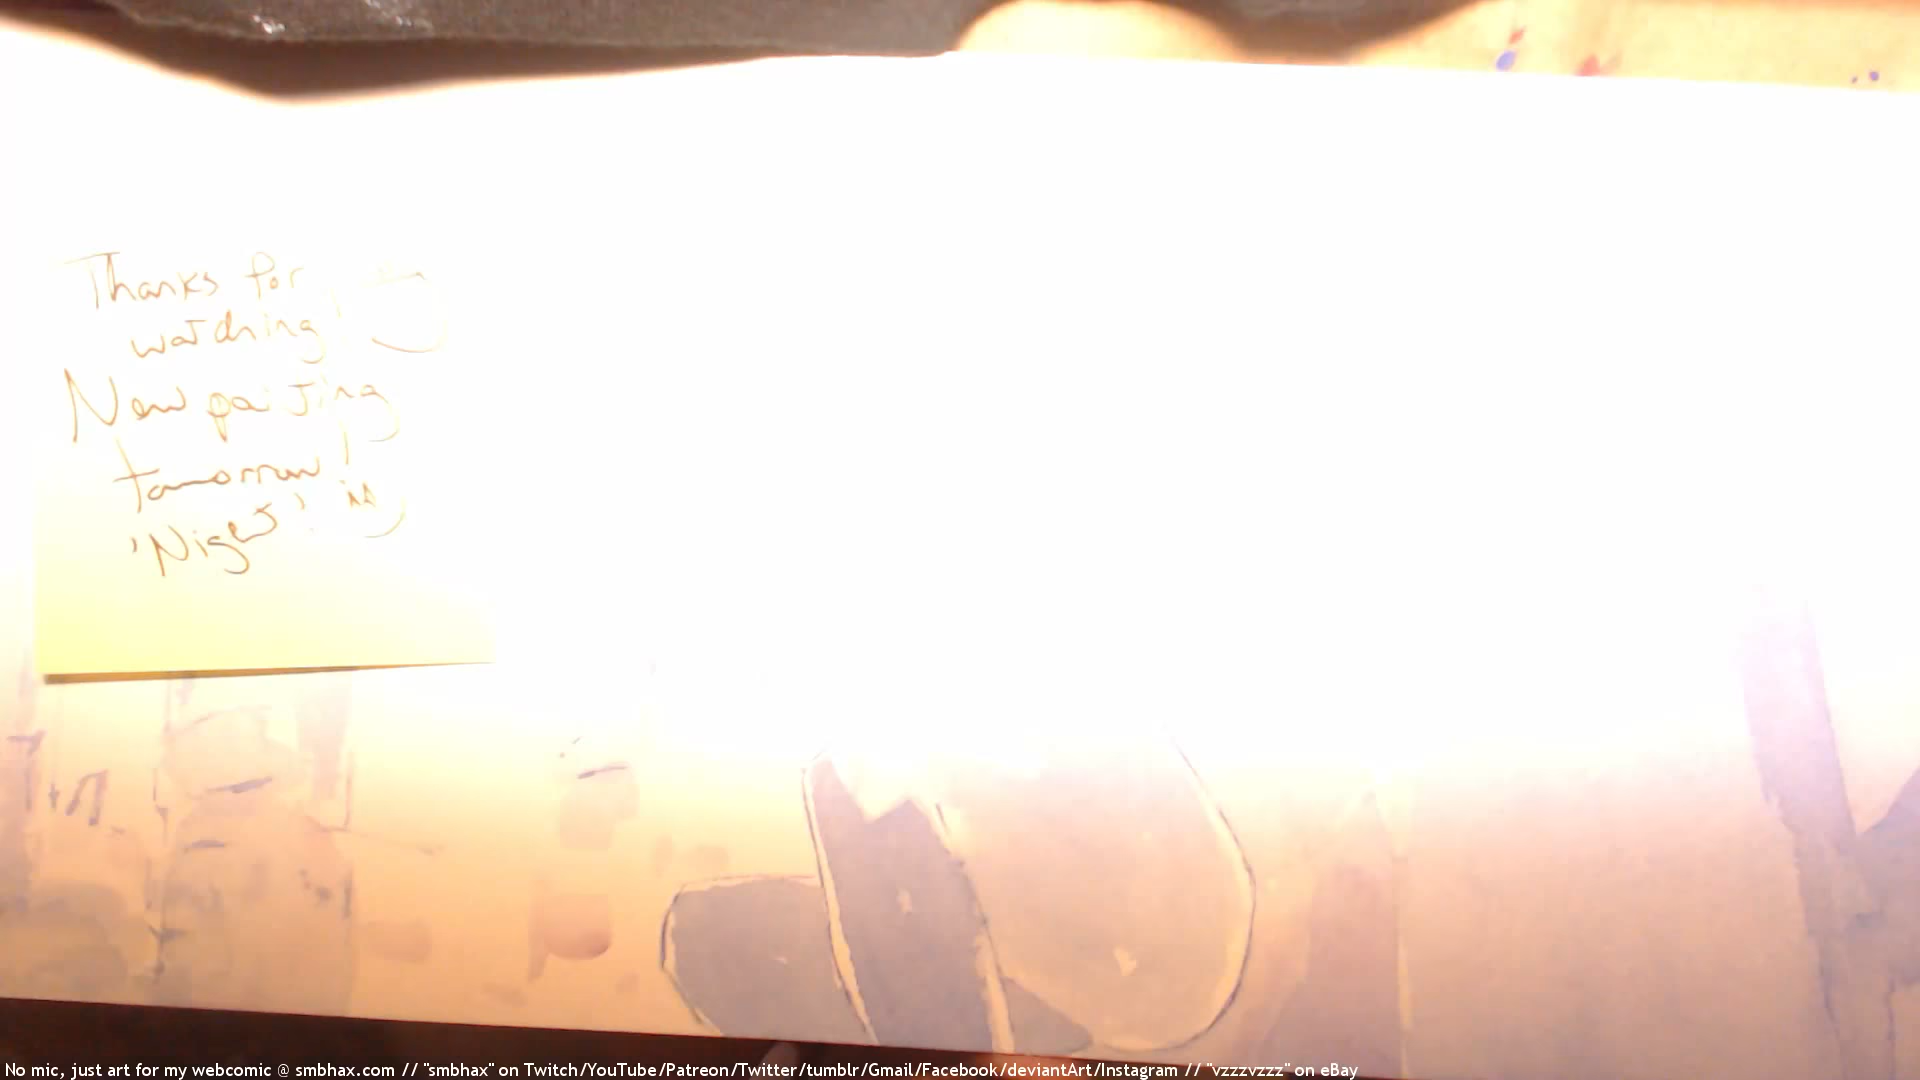 Thanks for
watching!
New painting
tomorrow!
'Night! ^^
No mic, just art for my webcomic @ smbhax.com // "smbhax" on Twitch/YouTube/Patreon/Twitter/tumblr/Gmail/Facebook/deviantArt/Instagram // "vzzzvzzz" on eBay